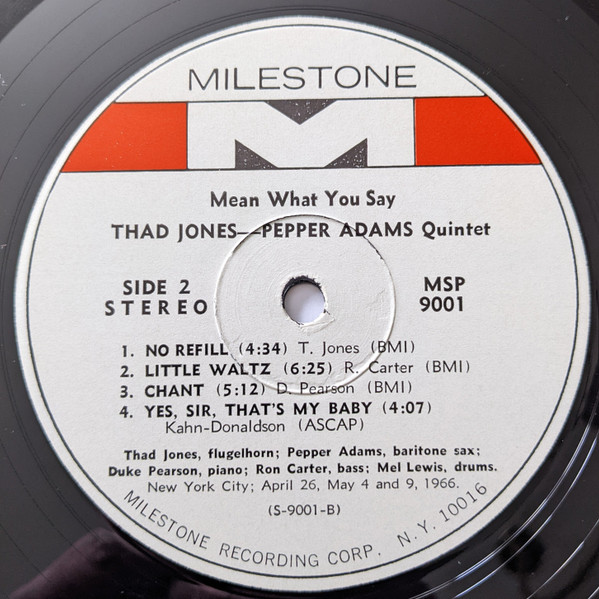 MILESTONE
M
Mean What You Say
THAD JONES—PEPPER ADAMS Quintet
SIDE 2
STEREO
MSP
9001
1. NO REFILL (4:34) T. Jones (BMI)
2. LITTLE WALTZ (6:25) R. Carter (BMI)
3. CHANT (5:12) D. Pearson (BMI)
4. YES, SIR, THAT'S MY BABY (4:07)
Kahn-Donaldson (ASCAP)
Thad Jones, flugelhorn; Pepper Adams, baritone sax;
Duke Pearson, piano; Ron Carter, bass; Mel Lewis, drums.
New York City; April 26, May 4 and 9, 1966.
(S-9001-B)
MILESTONE RECORDING CORP. N.Y. 10016